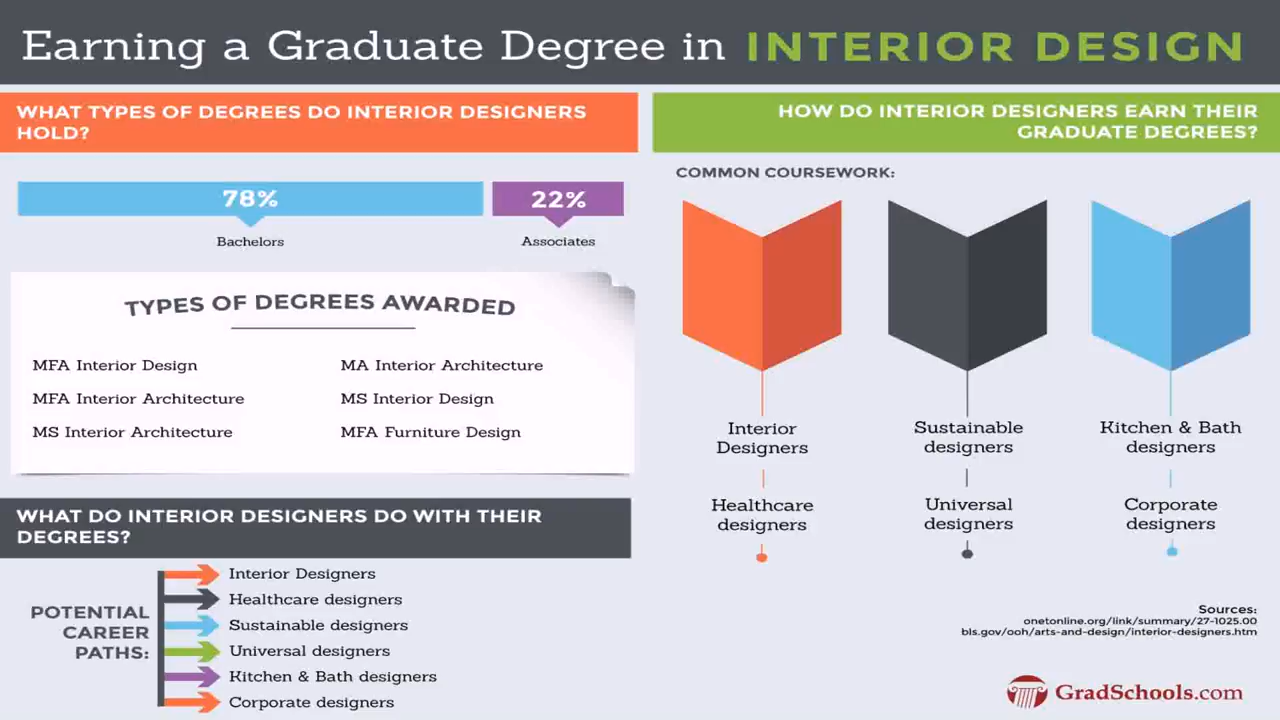 Earning a Graduate Degree in INTERIOR DESIGN
WHAT TYPES OF DEGREES DO INTERIOR DESIGNERS
HOLD?
78%
22%
Bachelors
Associates
TYPES OF DEGREES AWARDED
MFA Interior Design
MA Interior Architecture
MFA Interior Architecture
MS Interior Design
MS Interior Architecture
MFA Furniture Design
WHAT DO INTERIOR DESIGNERS DO WITH THEIR
DEGREES?
POTENTIAL
CAREER
PATHS:
Interior Designers
Healthcare designers
Sustainable designers
Universal designers
Kitchen & Bath designers
Corporate designers
HOW DO INTERIOR DESIGNERS EARN THEIR
GRADUATE DEGREES?
COMMON COURSEWORK:
Interior
Designers
Healthcare
designers
Sustainable
designers
Universal
designers
Kitchen & Bath
designers
Corporate
designers
Sources:
onetonline.org/link/summary/27-1025.00
bls.gov/ooh/arts-and-design/interior-designers.htm
GradSchools.com